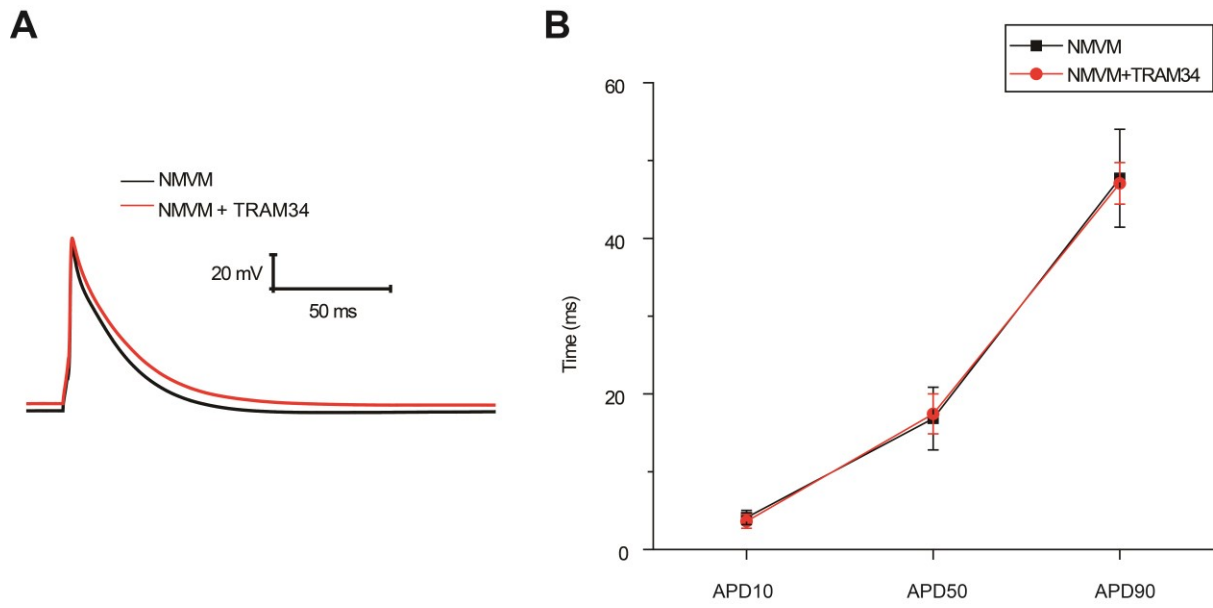 A
NMVM
NMVM + TRAM34
20 mV
50 ms
B
NMVM
NMVM+TRAM34
60
40
20
0
Time (ms)
APD10
APD50
APD90